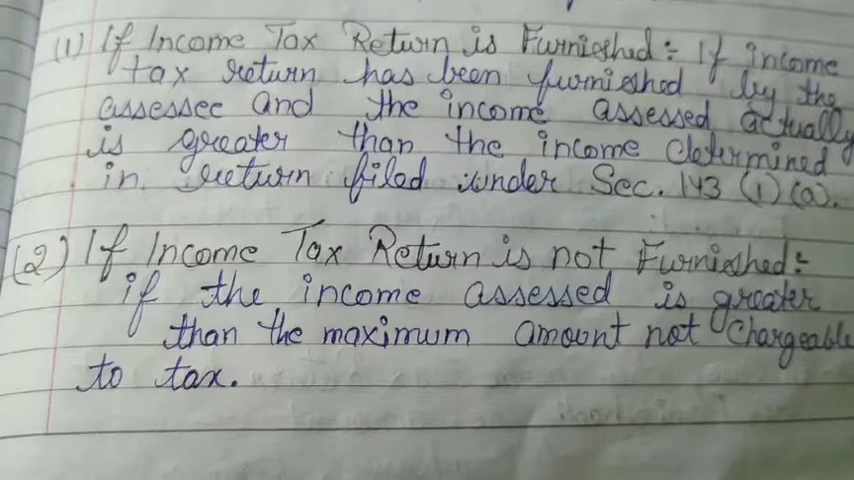 (1) If Income Tax Return is Furnished :- If income
tax return has been furnished by the
assessee and the income assessed actually
is greater than the income determined
in return filed under Sec. 143 (1) (a).
(2) If Income Tax Return is not Furnished :-
if the income assessed is greater
than the maximum amount not chargeable
to tax.